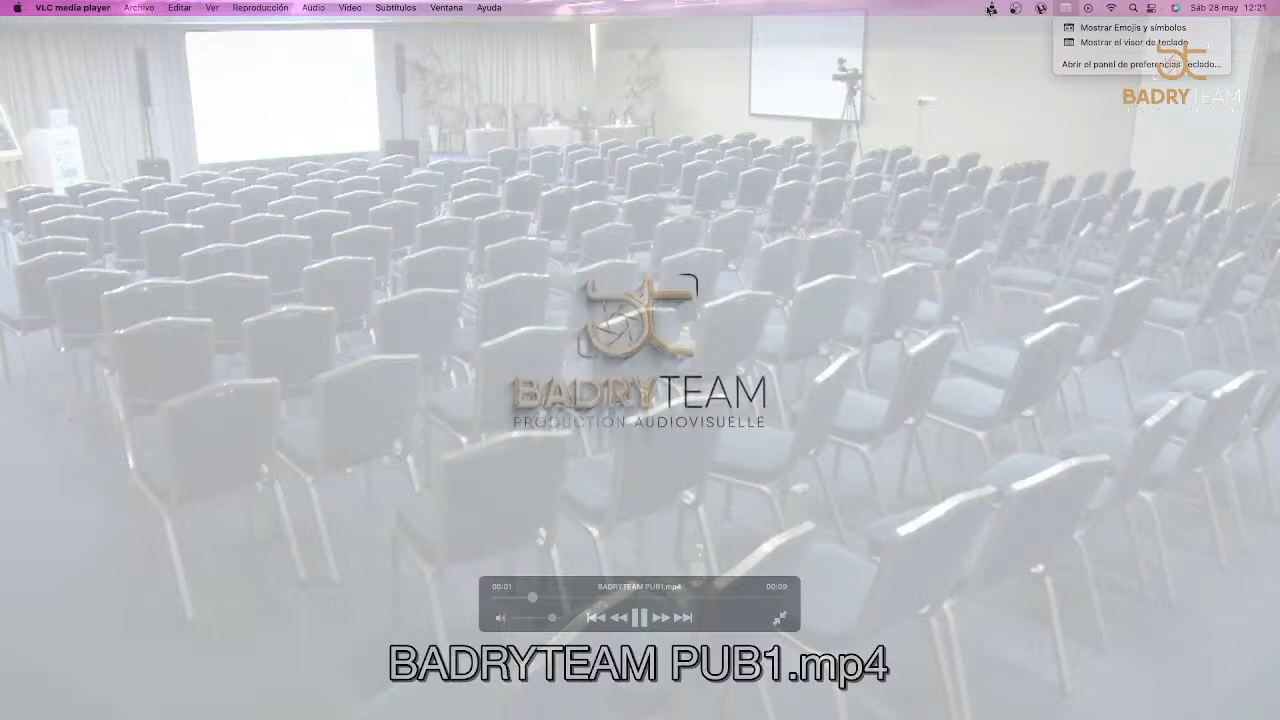 VLC media player Archivo Editar Ver Reproducción Audio Vídeo Subtítulos Ventana Ayuda Sáb 28 may 12:21
Mostrar Emojis y símbolos
Mostrar el visor de teclado
Abrir el panel de preferencias Teclado...
BADRYTEAM
BADRYTEAM
PRODUCTION AUDIOVISUELLE
00:01 BADRYTEAM PUB1.mp4 00:09
BADRYTEAM PUB1.mp4